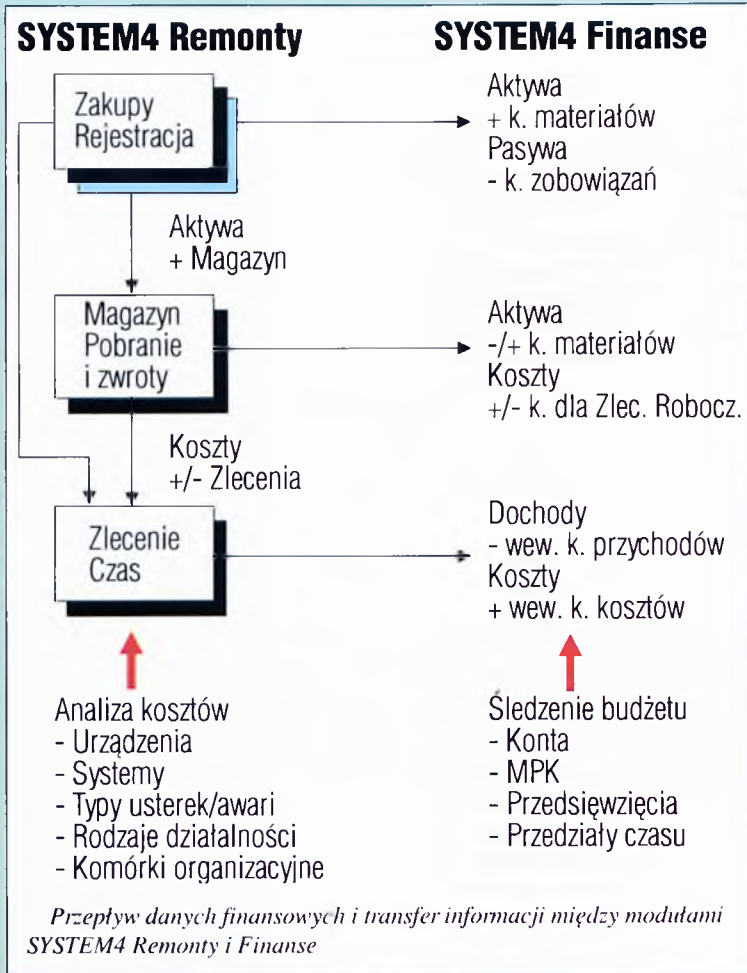 SYSTEM4 Remonty
SYSTEM4 Finanse
Zakupy
Rejestracja
Aktywa
+ k. materiałów
Pasywa
- k. zobowiązań
Aktywa
+ Magazyn
Magazyn
Pobranie
i zwroty
Aktywa
-/+ k. materiałów
Koszty
+/- k. dla Zlec. Robocz.
Koszty
+/- Zlecenia
Zlecenie
Czas
Dochody
- wew. k. przychodów
Koszty
+ wew. k. kosztów
Analiza kosztów
- Urządzenia
- Systemy
- Typy usterek/awari
- Rodzaje działalności
- Komórki organizacyjne
Śledzenie budżetu
- Konta
- MPK
- Przedsięwzięcia
- Przedziały czasu
Przepływ danych finansowych i transfer informacji między modułami
SYSTEM4 Remonty i Finanse